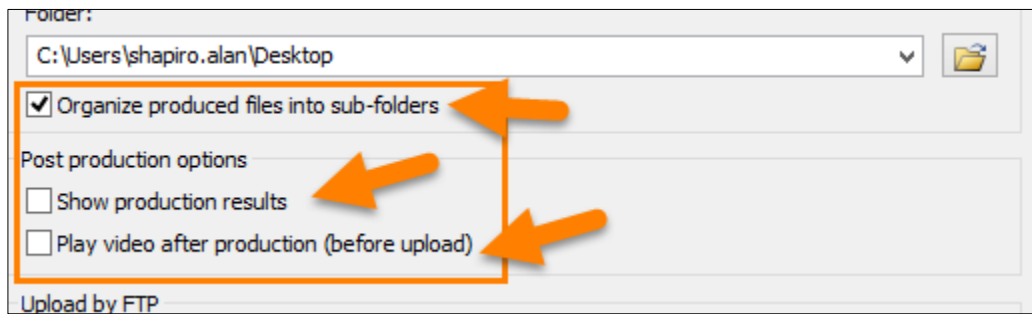 Folder:
C:\Users\shapiro.alan\Desktop
Organize produced files into sub-folders
Post production options
Show production results
Play video after production (before upload)
Upload by FTP